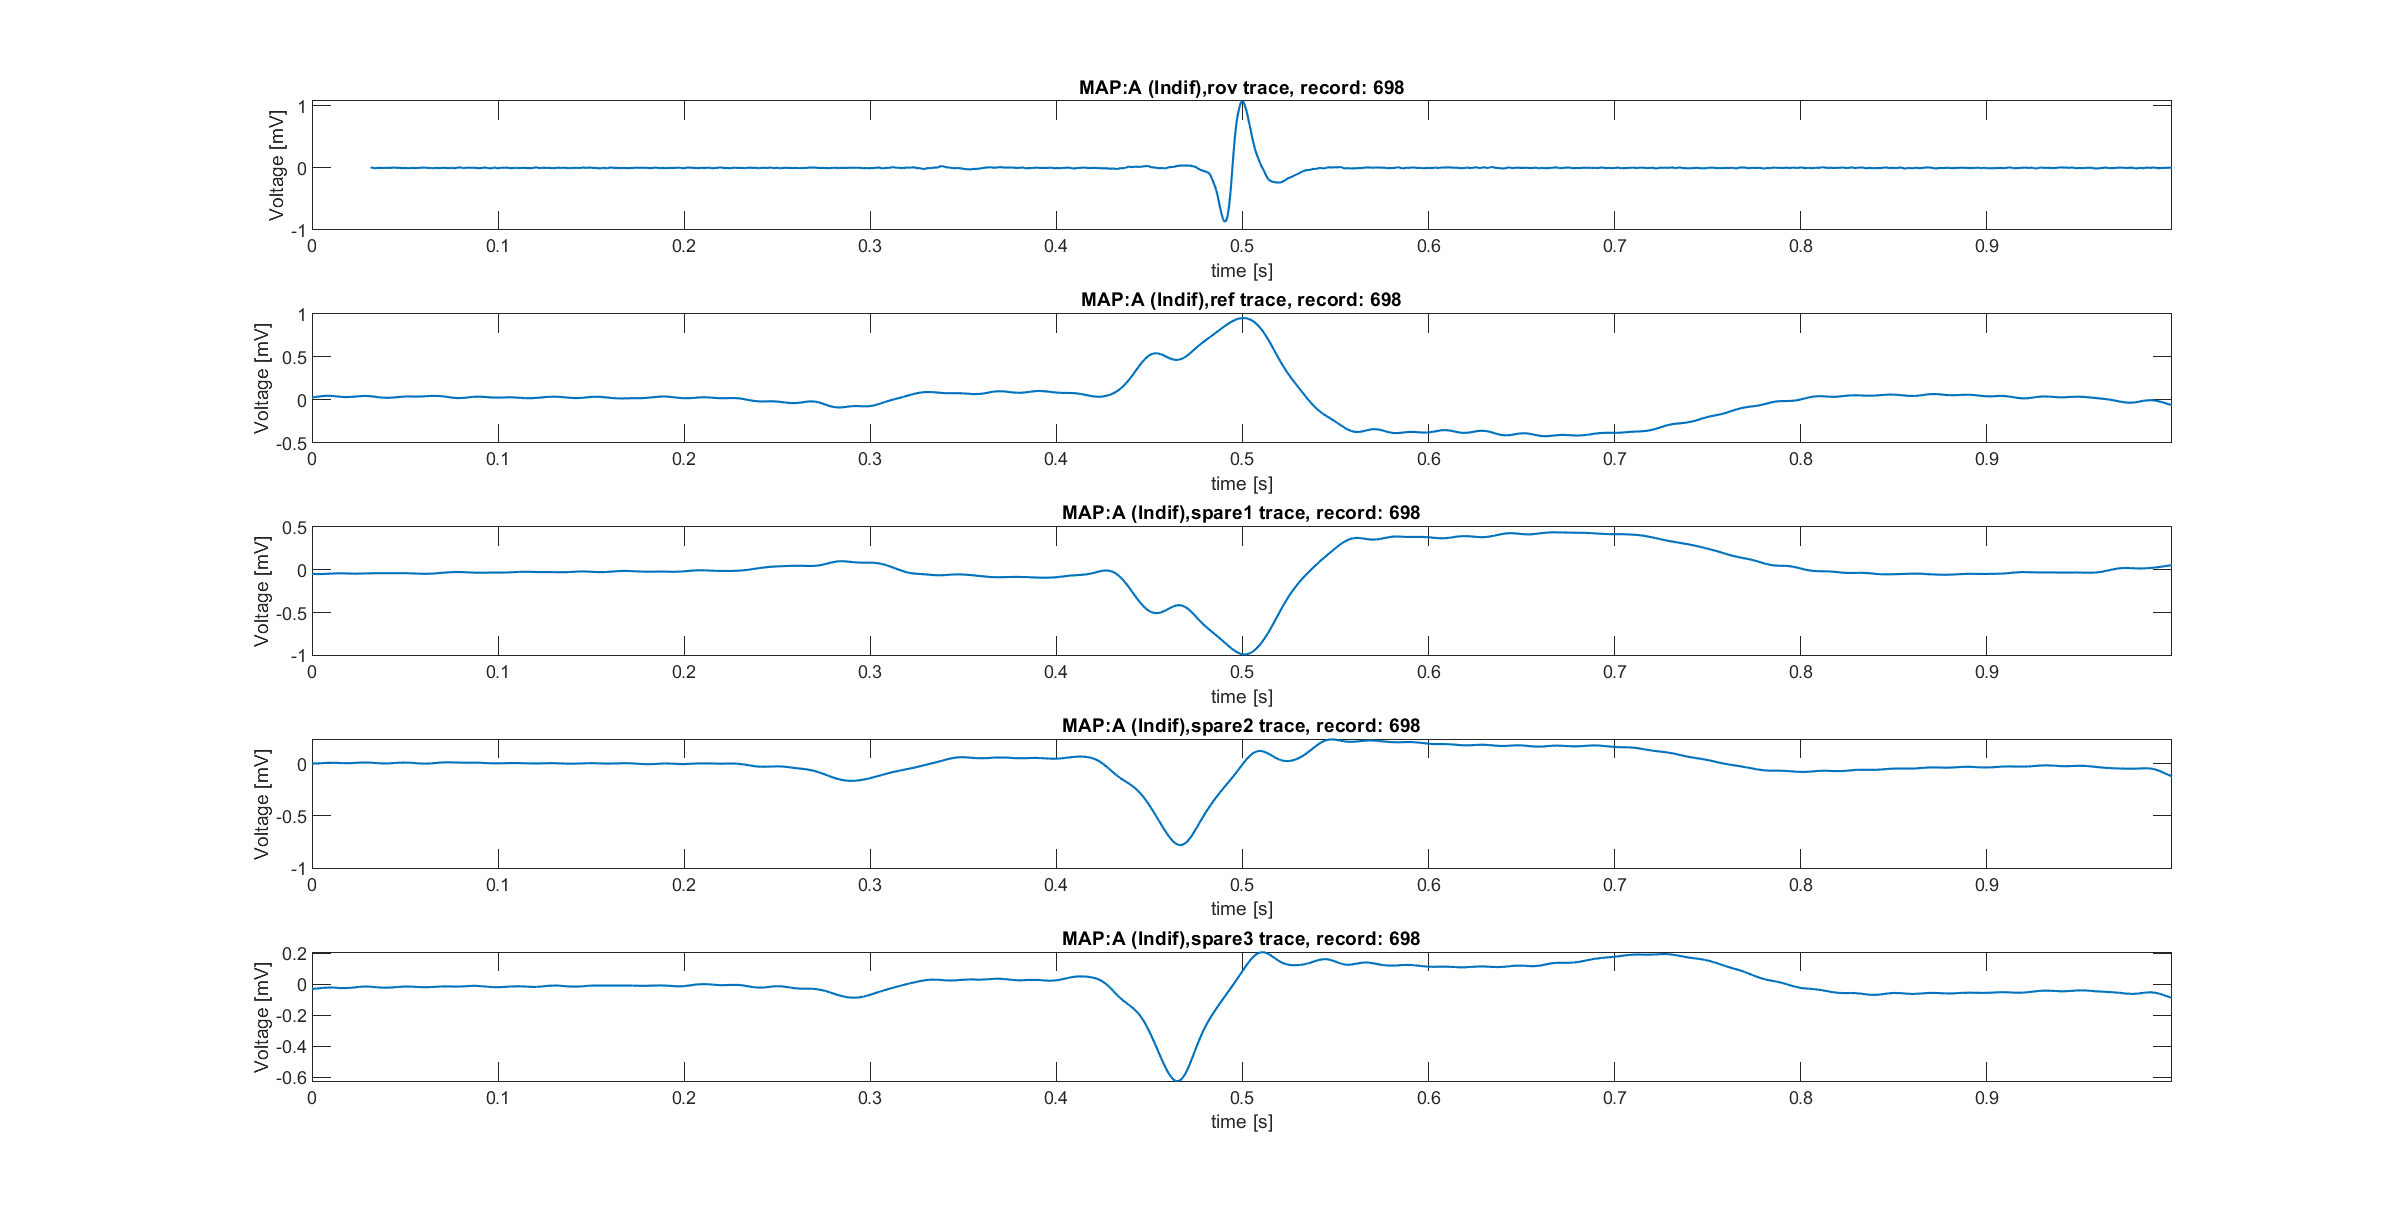 MAP:A (Indif),rov trace, record: 698
Voltage [mV]
1
0
-1
0 0.1 0.2 0.3 0.4 0.5 0.6 0.7 0.8 0.9
time [s]
MAP:A (Indif),ref trace, record: 698
Voltage [mV]
1
0.5
0
-0.5
0 0.1 0.2 0.3 0.4 0.5 0.6 0.7 0.8 0.9
time [s]
MAP:A (Indif),spare1 trace, record: 698
Voltage [mV]
0.5
0
-0.5
-1
0 0.1 0.2 0.3 0.4 0.5 0.6 0.7 0.8 0.9
time [s]
MAP:A (Indif),spare2 trace, record: 698
Voltage [mV]
0
-0.5
-1
0 0.1 0.2 0.3 0.4 0.5 0.6 0.7 0.8 0.9
time [s]
MAP:A (Indif),spare3 trace, record: 698
Voltage [mV]
0.2
0
-0.2
-0.4
-0.6
0 0.1 0.2 0.3 0.4 0.5 0.6 0.7 0.8 0.9
time [s]